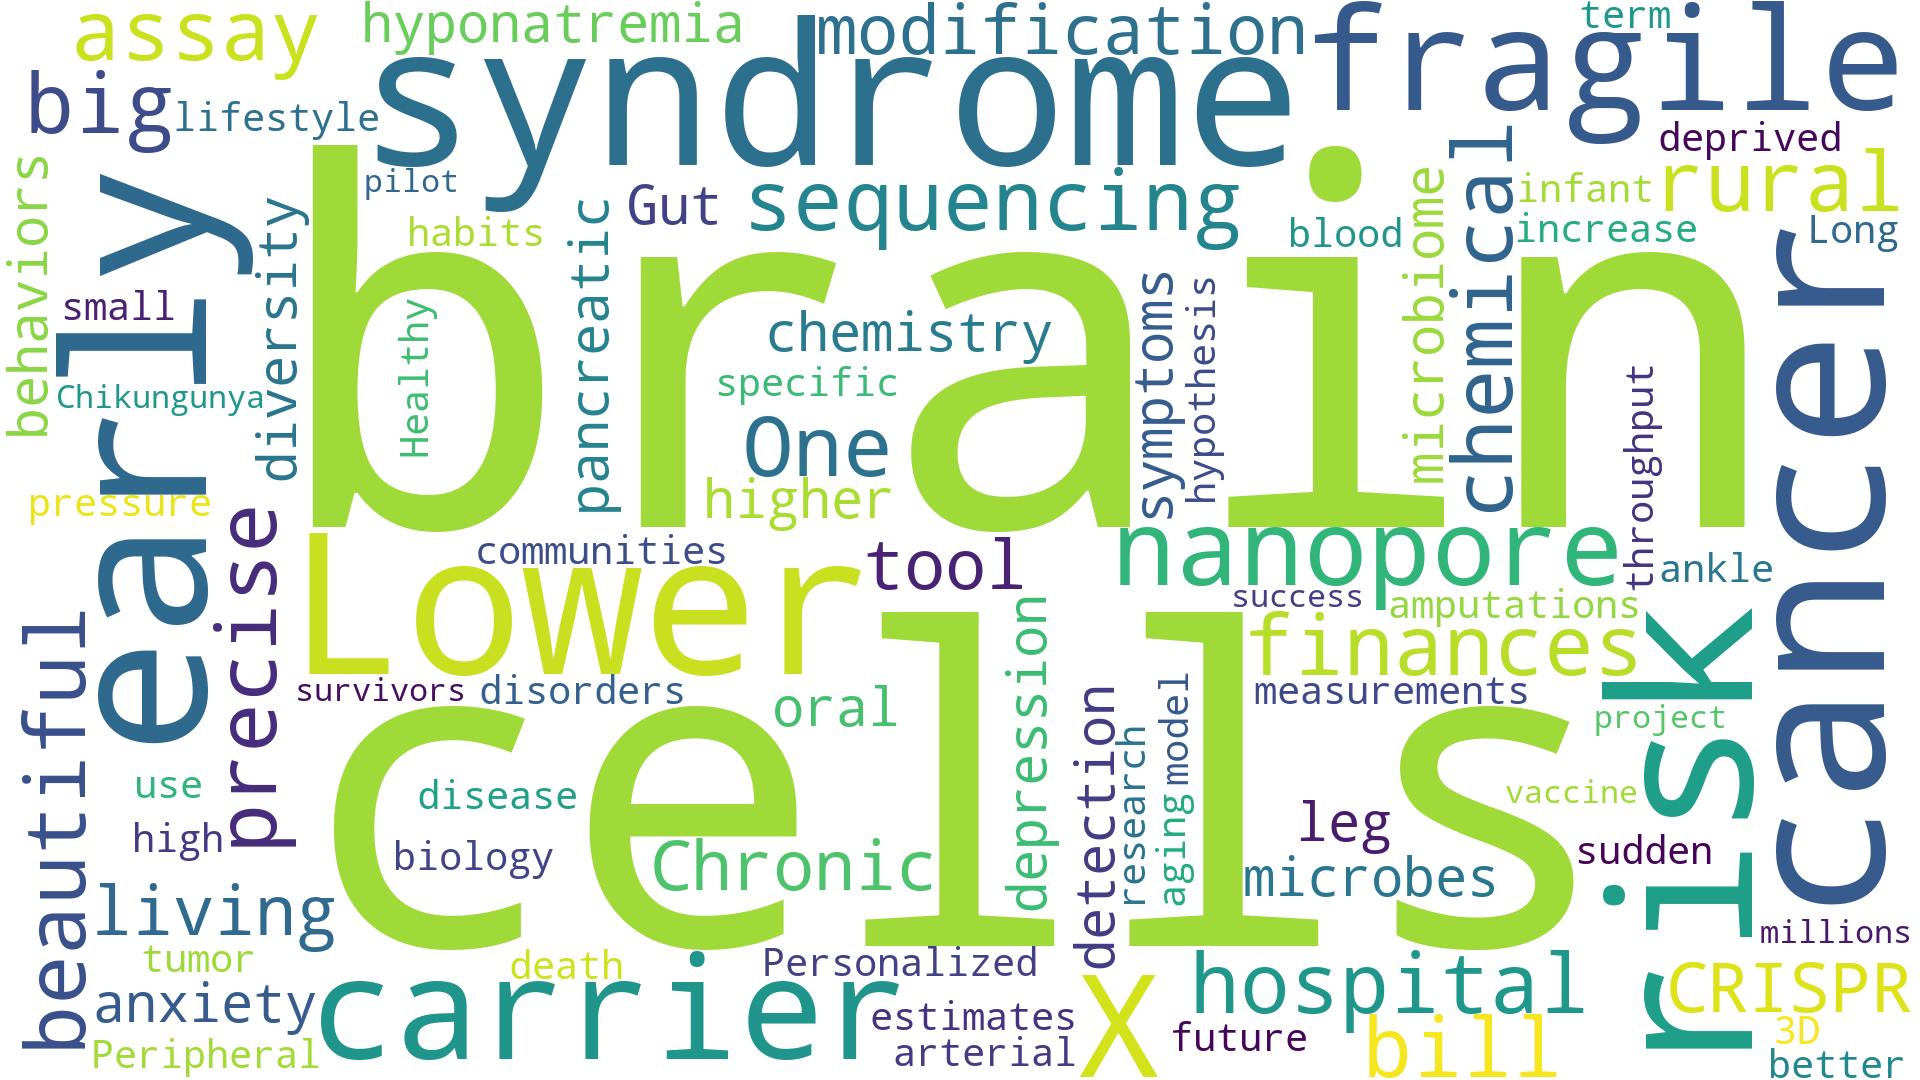 assay
hyponatremia
modification
fragile
term
big
lifestyle
syndrome
deprived
behaviors
early
pilot
Gut
sequencing
chemical
infant
rural
diversity
habits
pancreatic
brain
blood
microbiome
increase
Long
small
Healthy
chemistry
symptoms
hypothesis
cancer
Chikungunya
specific
throughput
pressure
One
higher
precise
Lower
communities
tool
nanopore
ankle
success
amputations
beautiful
finances
survivors
disorders
oral
depression
detection
measurements
risk
project
use
disease
cells
research
model
aging
vaccine
high
biology
Chronic
leg
microbes
sudden
living
millions
tumor
death
Personalized
hospital
CRISPR
anxiety
carrier
estimates
X
future
bill
3D
Peripheral
arterial
better